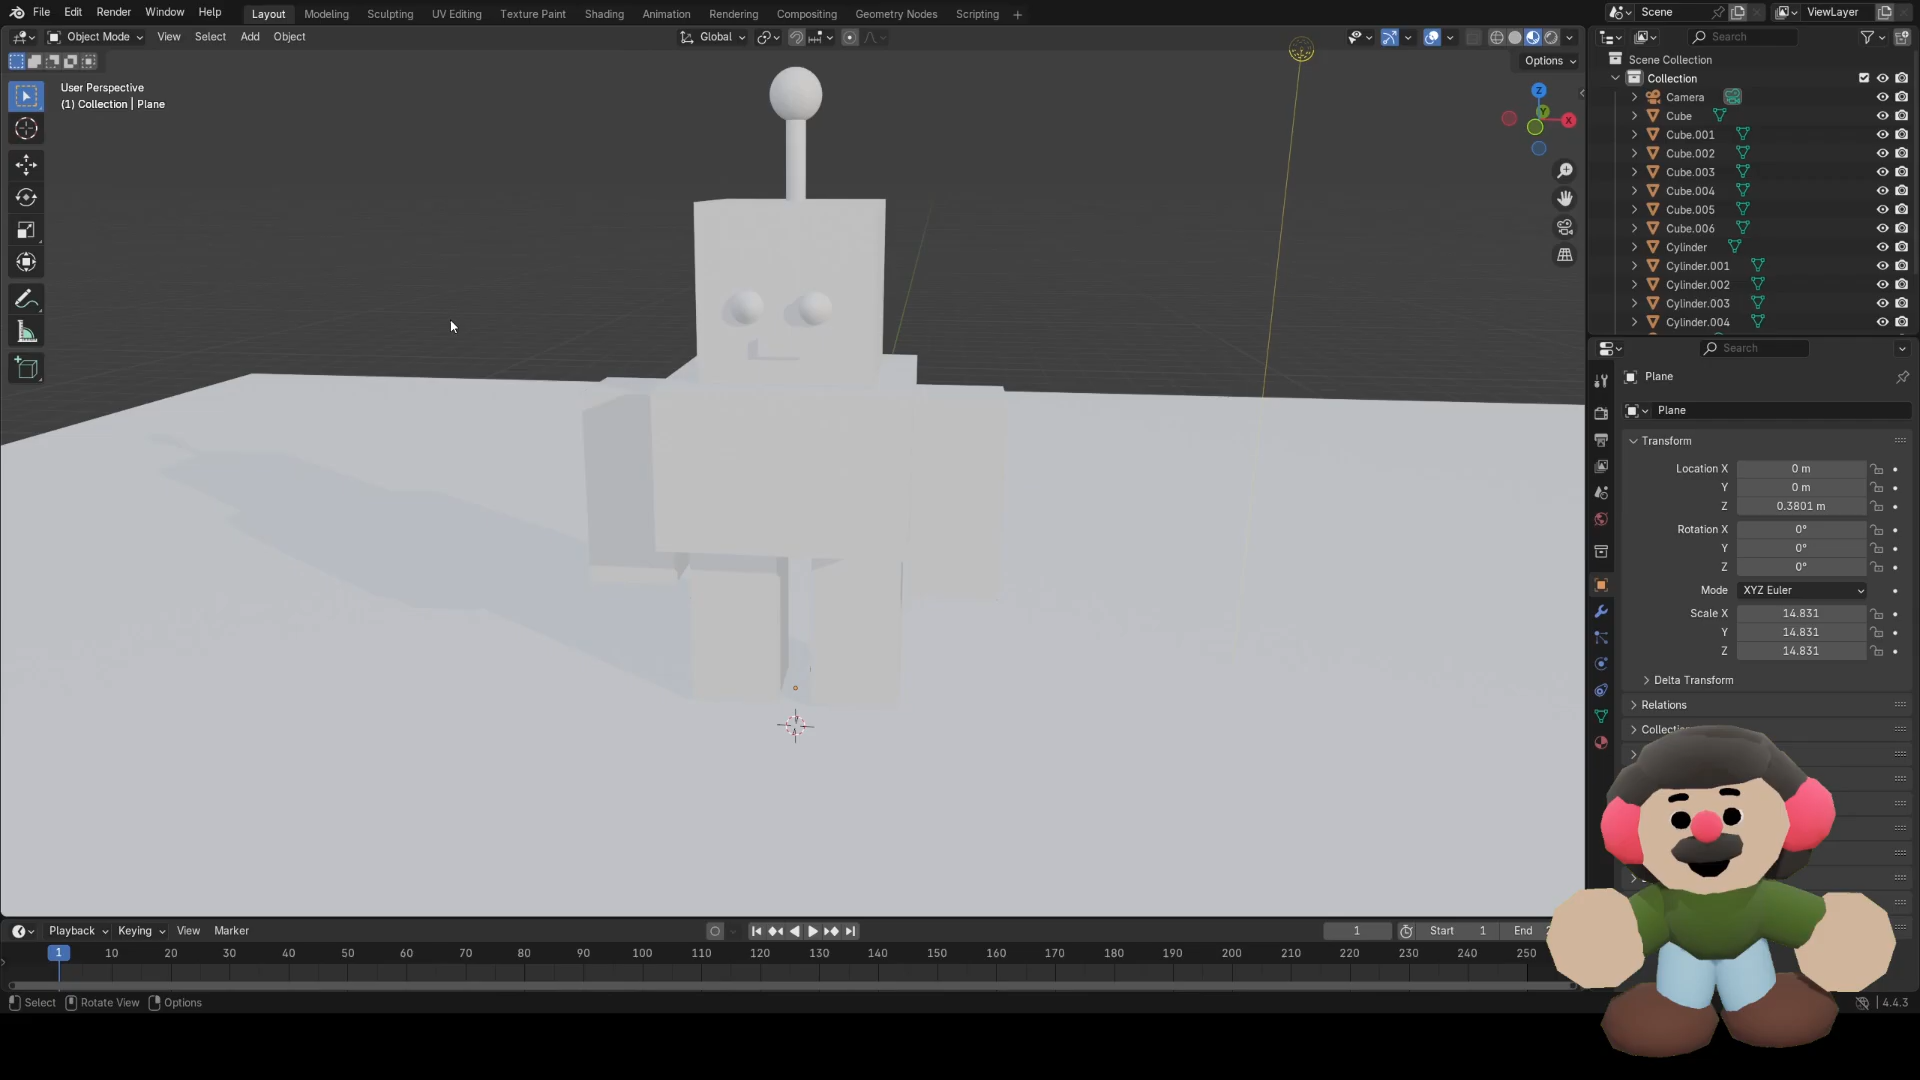 File Edit Render Window Help Layout Modeling Sculpting UV Editing Texture Paint Shading Animation Rendering Compositing Geometry Nodes Scripting + Scene ViewLayer
Object Mode View Select Add Object Global Search
Options
User Perspective
(1) Collection | Plane
Z
Y
X
Scene Collection
Collection
Camera
Cube
Cube.001
Cube.002
Cube.003
Cube.004
Cube.005
Cube.006
Cylinder
Cylinder.001
Cylinder.002
Cylinder.003
Cylinder.004
Search
Plane
Plane
Transform
Location X 0 m
Y 0 m
Z 0.3801 m
Rotation X 0°
Y 0°
Z 0°
Mode XYZ Euler
Scale X 14.831
Y 14.831
Z 14.831
Delta Transform
Relations
Playback Keying View Marker 1 Start 1 End
1 10 20 30 40 50 60 70 80 90 100 110 120 130 140 150 160 170 180 190 200 210 220 230 240 250
Select Rotate View Options 4.4.3